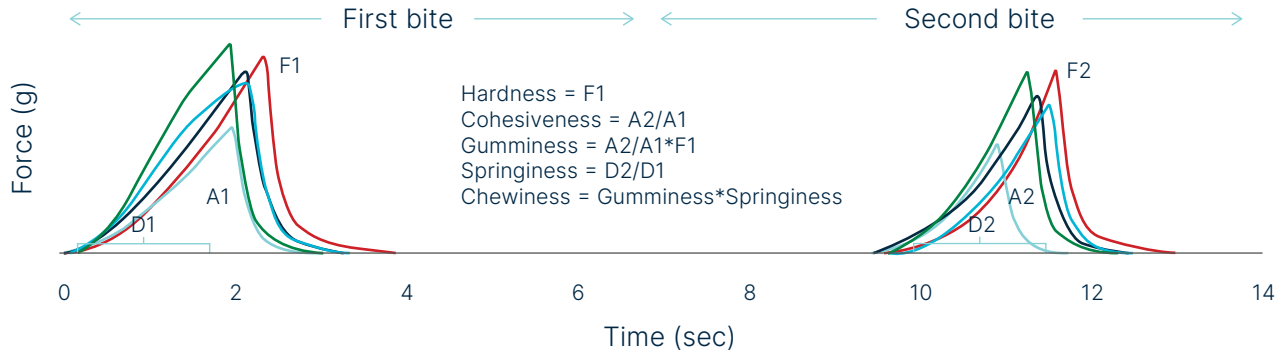 First bite
Second bite
F1
F2
Force (g)
Hardness = F1
Cohesiveness = A2/A1
Gumminess = A2/A1*F1
Springiness = D2/D1
Chewiness = Gumminess*Springiness
A1
A2
D1
D2
0 2 4 6 8 10 12 14
Time (sec)